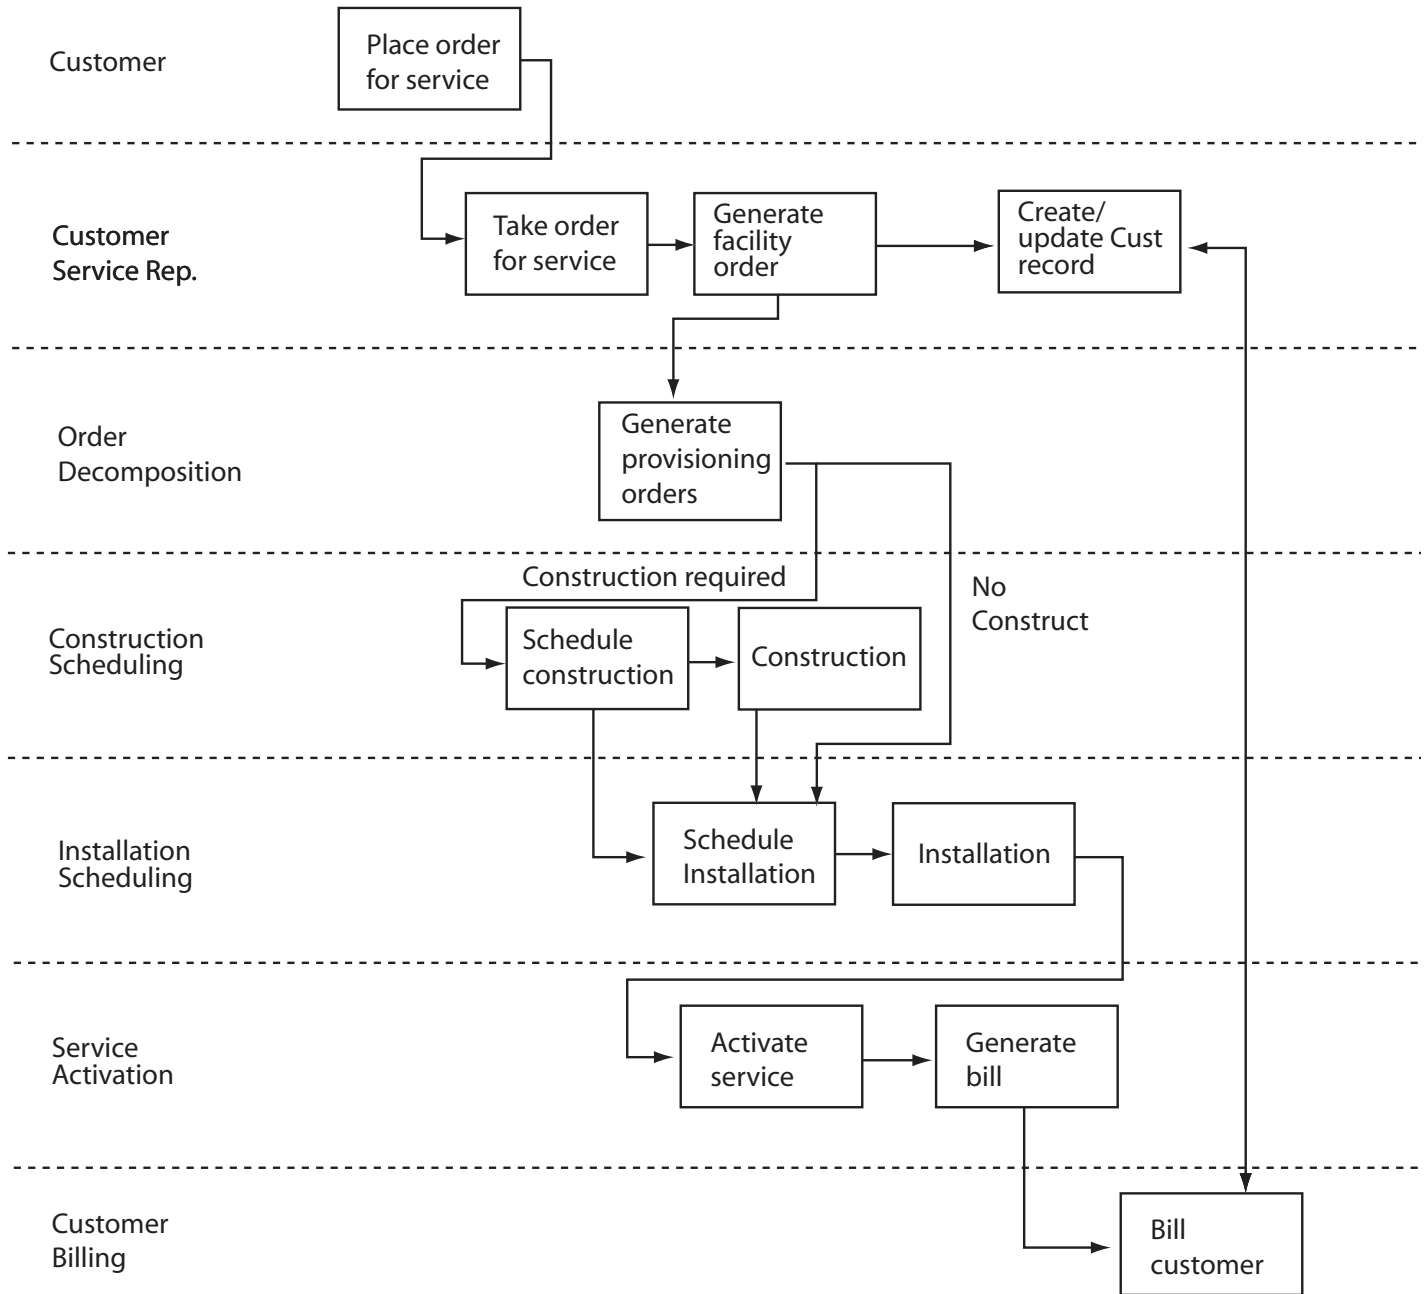 Customer
Place order
for service
Customer
Service Rep.
Take order
for service
Generate
facility
order
Create/
update Cust
record
Order
Decomposition
Generate
provisioning
orders
Construction required
No
Construct
Construction
Scheduling
Schedule
construction
Construction
Installation
Scheduling
Schedule
Installation
Installation
Service
Activation
Activate
service
Generate
bill
Customer
Billing
Bill
customer